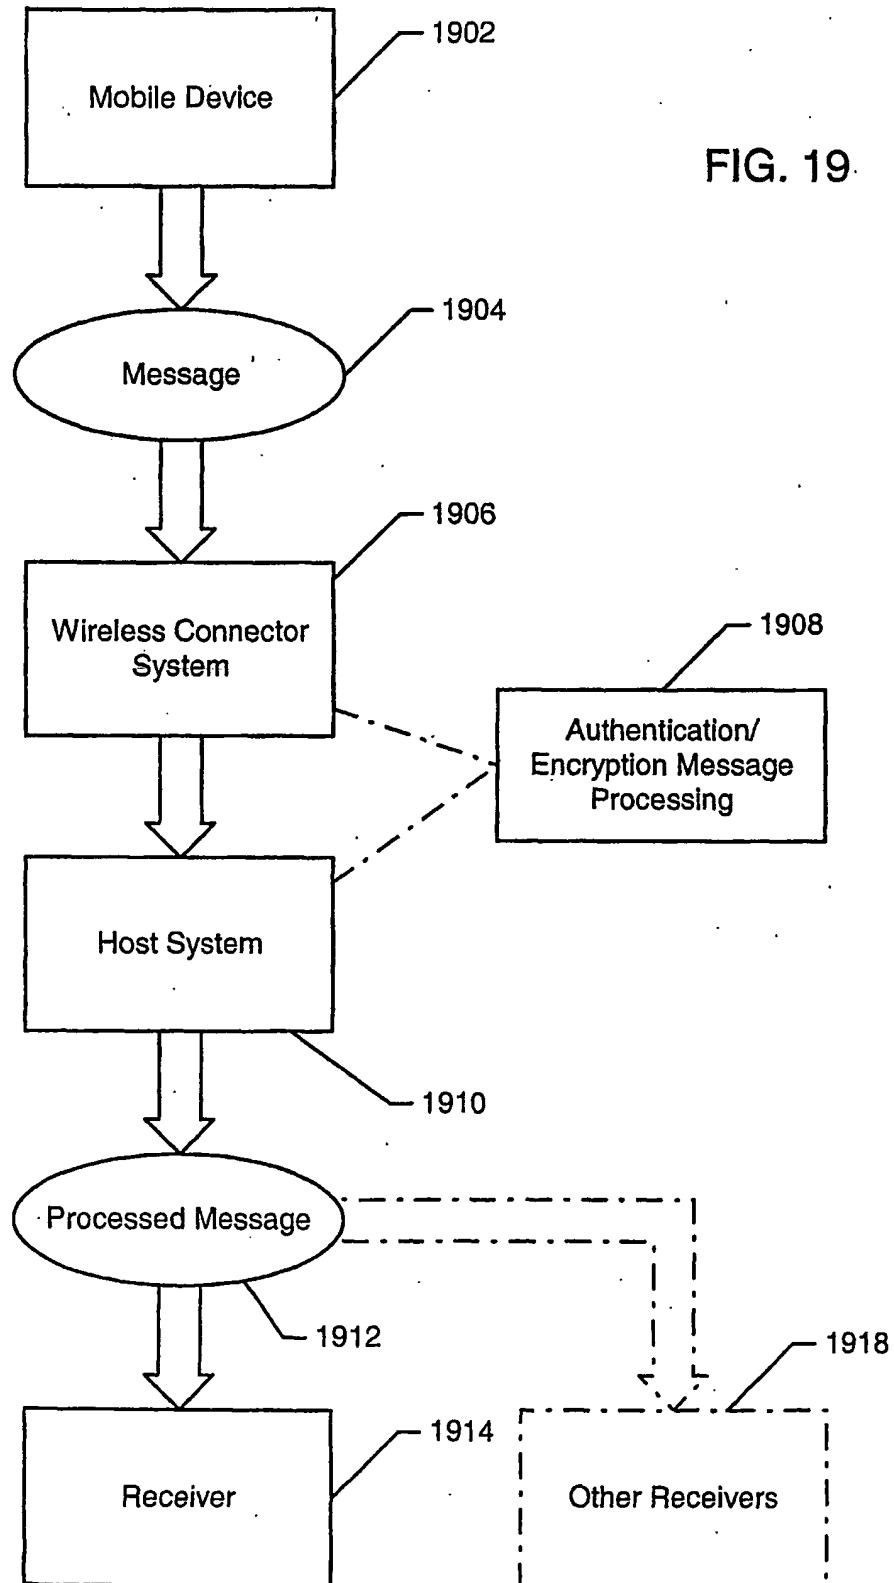 1902
Mobile Device
FIG. 19
1904
Message
1906
Wireless Connector
System
1908
Authentication/
Encryption Message
Processing
Host System
1910
Processed Message
1912
1918
1914
Receiver
Other Receivers